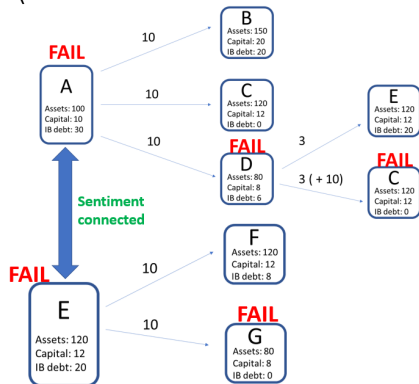 (
FAIL
A
Assets: 100
Capital: 10
IB debt: 30
10
B
Assets: 150
Capital: 20
IB debt: 20
10
C
Assets: 120
Capital: 12
IB debt: 0
10
FAIL
D
Assets: 80
Capital: 8
IB debt: 6
3
E
Assets: 120
Capital: 12
IB debt: 20
3 ( + 10)
FAIL
C
Assets: 120
Capital: 12
IB debt: 0
Sentiment
connected
FAIL
E
Assets: 120
Capital: 12
IB debt: 20
10
F
Assets: 120
Capital: 12
IB debt: 8
10
FAIL
G
Assets: 80
Capital: 8
IB debt: 0